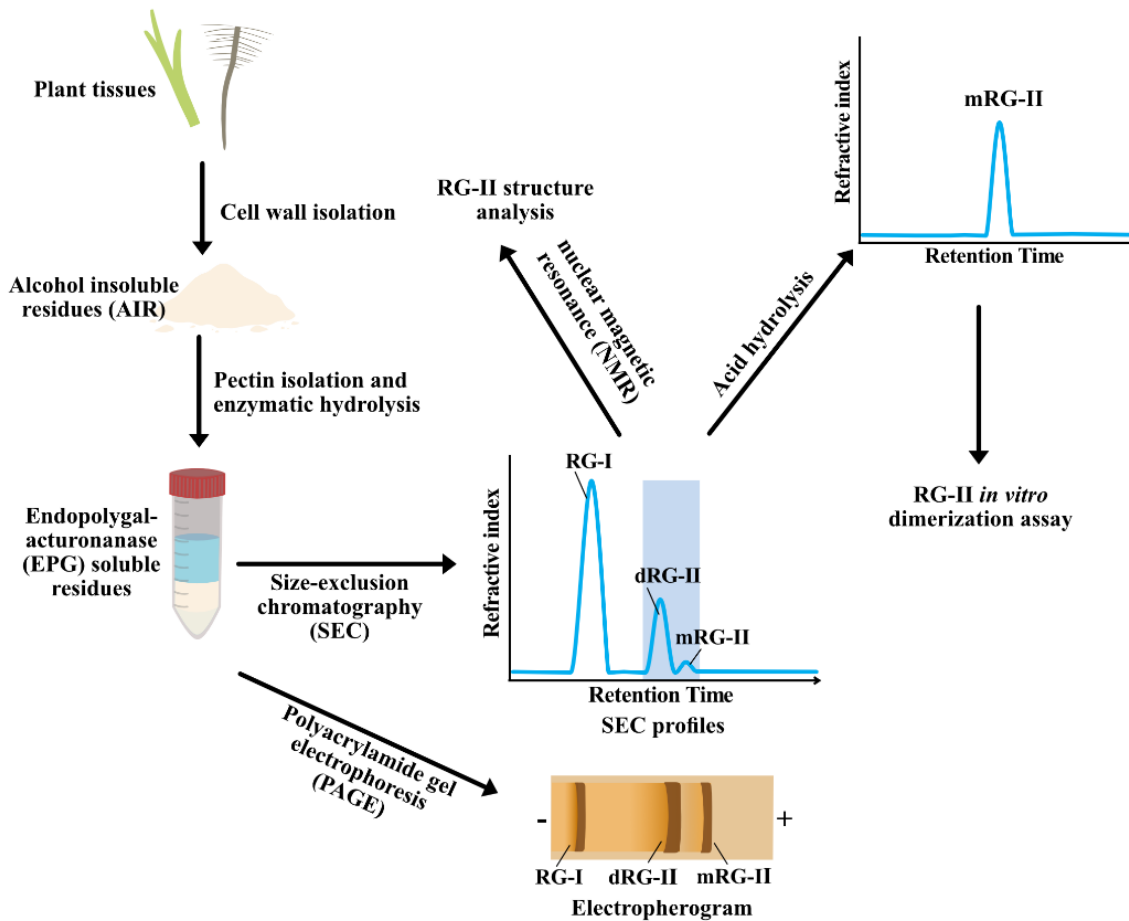 Plant tissues
Cell wall isolation
Alcohol insoluble
residues (AIR)
Pectin isolation and
enzymatic hydrolysis
Endopolygal-
acturonanase
(EPG) soluble
residues
Size-exclusion
chromatography
(SEC)
Polyacrylamide gel
electrophoresis
(PAGE)
RG-II structure
analysis
nuclear magnetic
resonance (NMR)
Acid hydrolysis
Refractive index
mRG-II
Retention Time
RG-II in vitro
dimerization assay
Refractive index
RG-I
dRG-II
mRG-II
Retention Time
SEC profiles
-
+
RG-I
dRG-II
mRG-II
Electropherogram